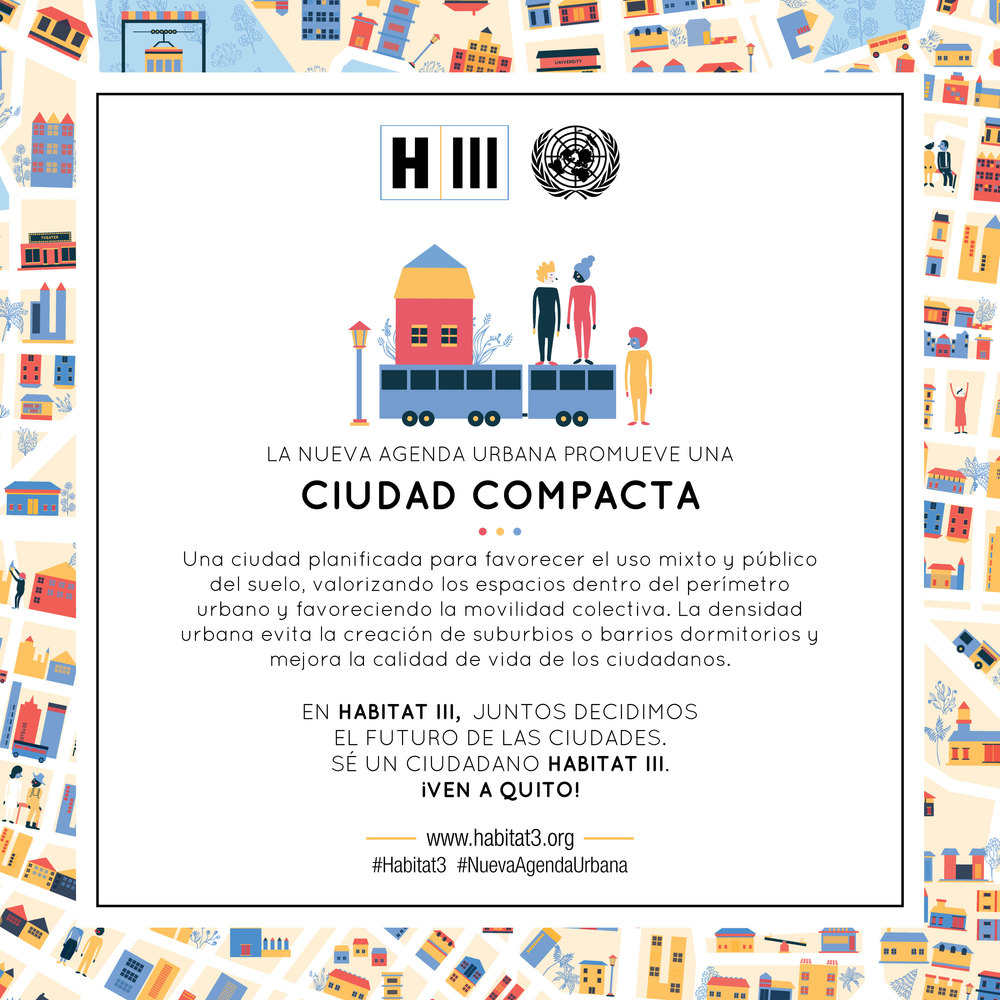 UNIVERSITY
THEATER
H III
LA NUEVA AGENDA URBANA PROMUEVE UNA
CIUDAD COMPACTA
Una ciudad planificada para favorecer el uso mixto y público
del suelo, valorizando los espacios dentro del perímetro
urbano y favoreciendo la movilidad colectiva. La densidad
urbana evita la creación de suburbios o barrios dormitorios y
mejora la calidad de vida de los ciudadanos.
EN HABITAT III, JUNTOS DECIDIMOS
EL FUTURO DE LAS CIUDADES.
SÉ UN CIUDADANO HABITAT III.
¡VEN A QUITO!
www.habitat3.org
#Habitat3 #NuevaAgendaUrbana